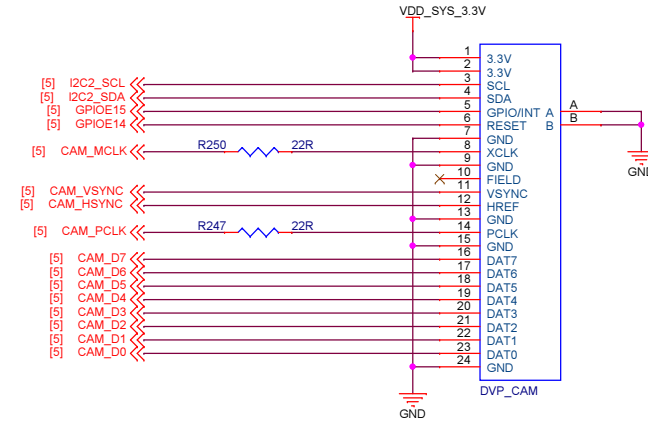 VDD_SYS_3.3V
1 3.3V
2 3.3V
[5] I2C2_SCL 3 SCL
[5] I2C2_SDA 4 SDA
[5] GPIOE15 5 GPIO/INT A A
[5] GPIOE14 6 RESET B B
7 GND
[5] CAM_MCLK R250 22R 8 XCLK
9 GND
GND
10 FIELD
[5] CAM_VSYNC 11 VSYNC
[5] CAM_HSYNC 12 HREF
13 GND
[5] CAM_PCLK R247 22R 14 PCLK
15 GND
[5] CAM_D7 16 DAT7
[5] CAM_D6 17 DAT6
[5] CAM_D5 18 DAT5
[5] CAM_D4 19 DAT4
[5] CAM_D3 20 DAT3
[5] CAM_D2 21 DAT2
[5] CAM_D1 22 DAT1
[5] CAM_D0 23 DAT0
24 GND
DVP_CAM
GND